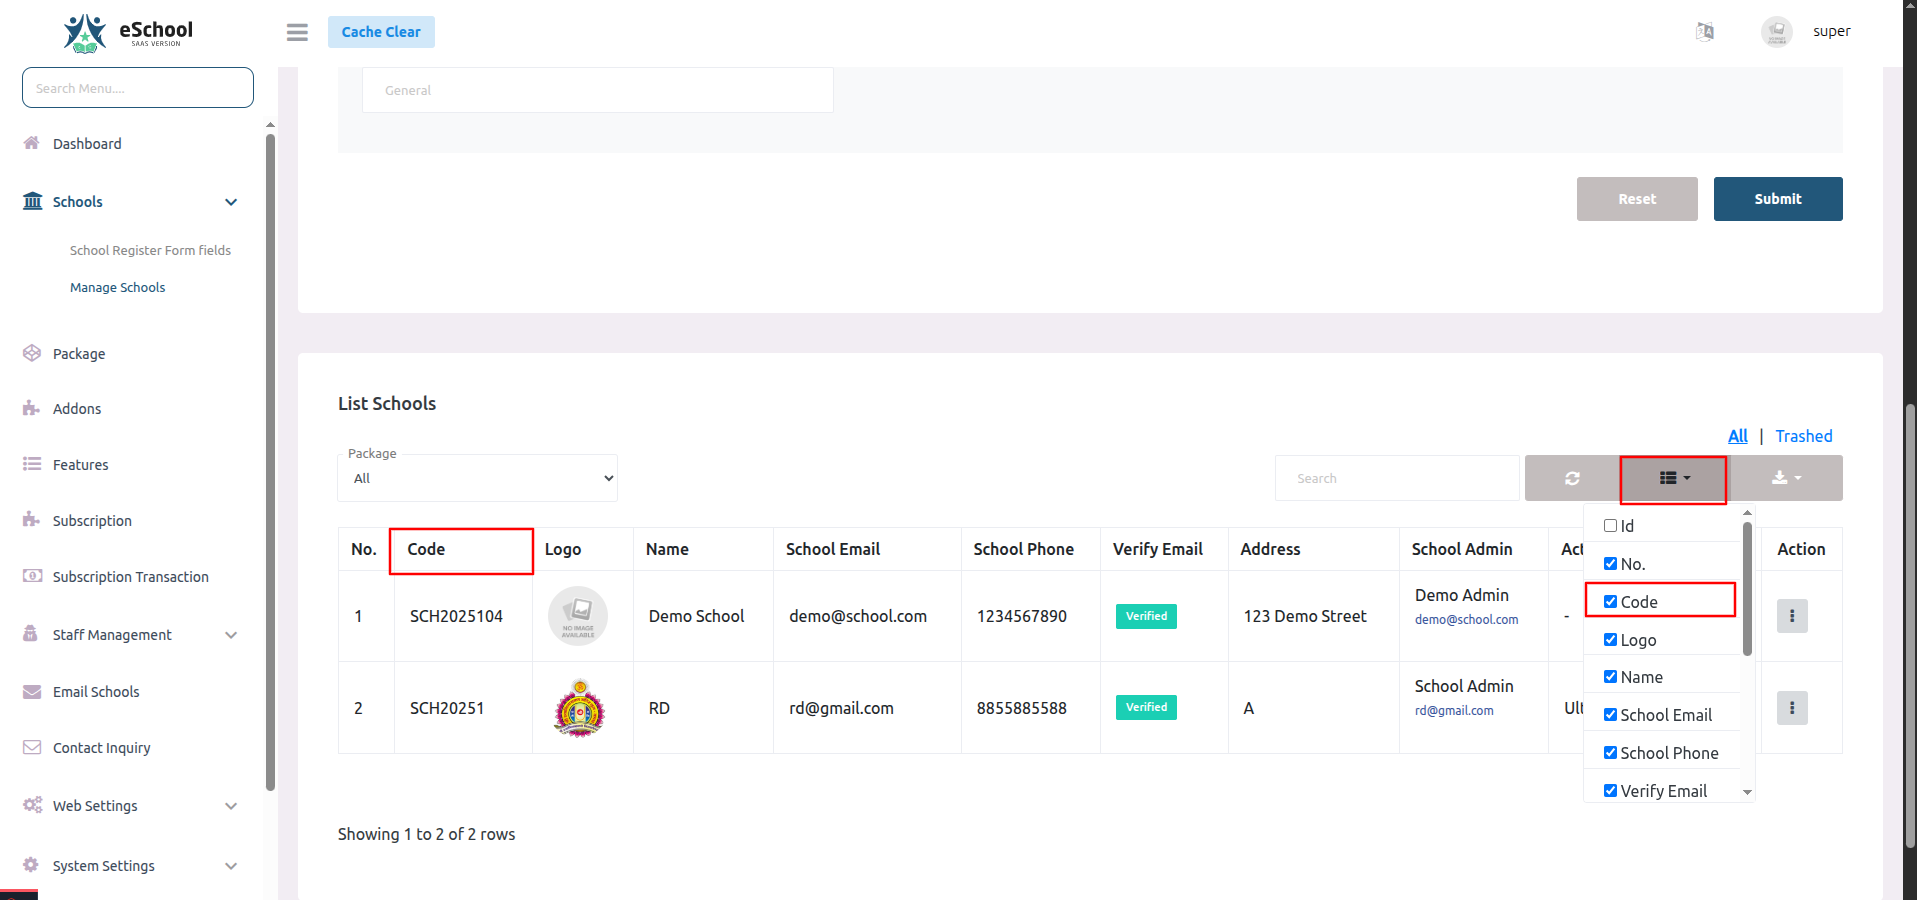 eSchool
SAAS VERSION
Cache Clear
super
Search Menu....
Dashboard
Schools
School Register Form fields
Manage Schools
Package
Addons
Features
Subscription
Subscription Transaction
Staff Management
Email Schools
Contact Inquiry
Web Settings
System Settings
General
Reset
Submit
List Schools
All | Trashed
Package
All
Search
No. Code Logo Name School Email School Phone Verify Email Address School Admin Act Action
1 SCH2025104 NO IMAGE AVAILABLE Demo School demo@school.com 1234567890 Verified 123 Demo Street Demo Admin demo@school.com -
2 SCH20251 RD rd@gmail.com 8855885588 Verified A School Admin rd@gmail.com Ult
Id
No.
Code
Logo
Name
School Email
School Phone
Verify Email
Showing 1 to 2 of 2 rows